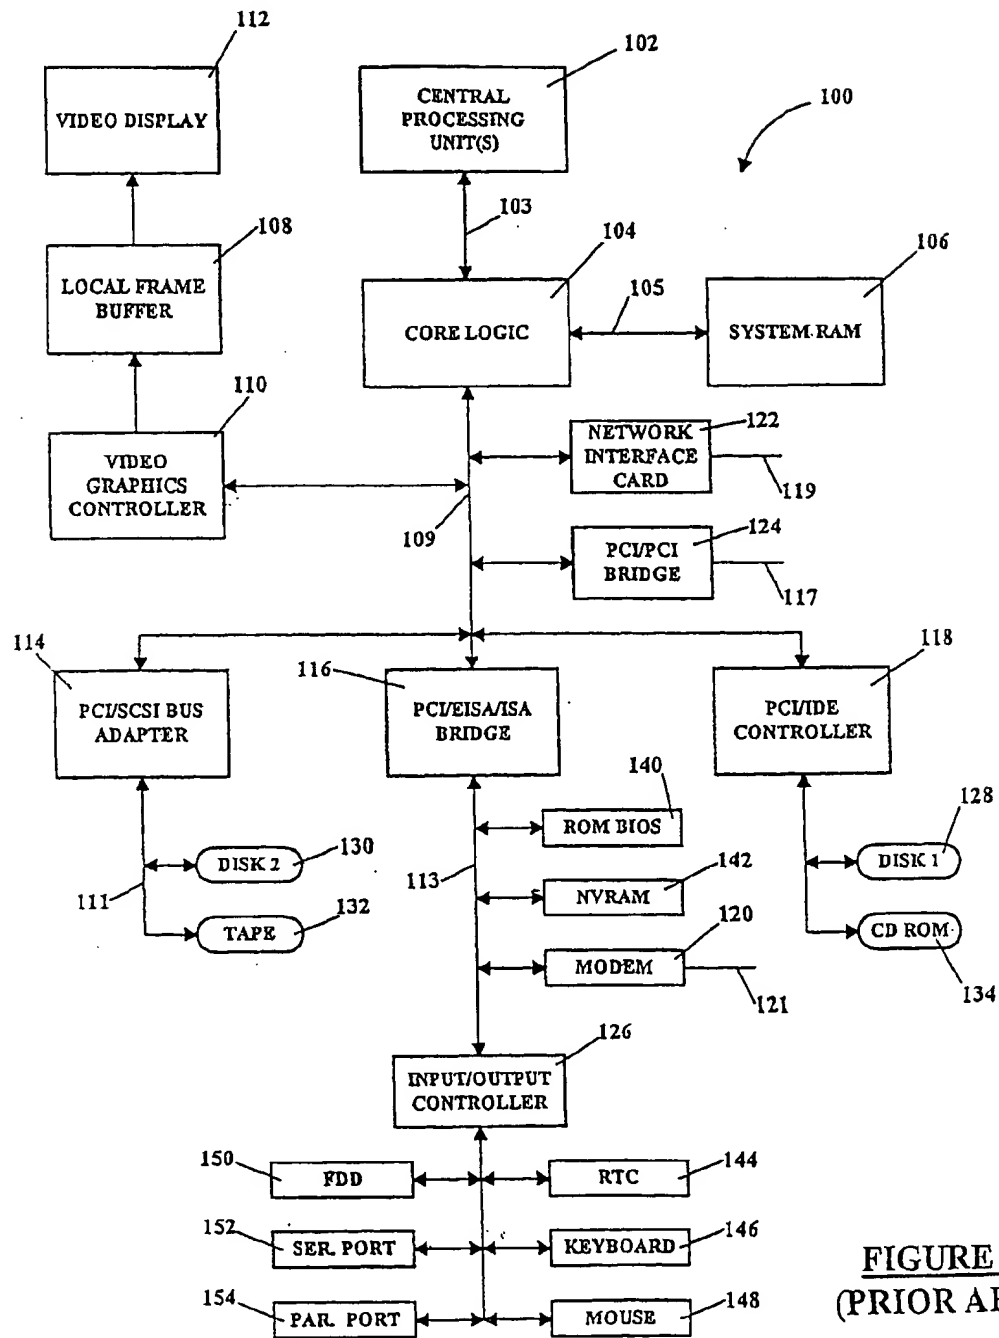 112
VIDEO DISPLAY
102
CENTRAL
PROCESSING
UNIT(S)
100
103
108
LOCAL FRAME
BUFFER
104
CORE LOGIC
105
106
SYSTEM RAM
110
VIDEO
GRAPHICS
CONTROLLER
109
122
NETWORK
INTERFACE
CARD
119
124
PCI/PCI
BRIDGE
117
114
PCI/SCSI BUS
ADAPTER
116
PCI/EISA/ISA
BRIDGE
118
PCI/IDE
CONTROLLER
111
DISK 2
130
TAPE
132
113
140
ROM BIOS
142
NVRAM
120
MODEM
121
128
DISK 1
CD ROM
134
126
INPUT/OUTPUT
CONTROLLER
150
FDD
RTC
144
152
SER. PORT
KEYBOARD
146
154
PAR. PORT
MOUSE
148
FIGURE
(PRIOR